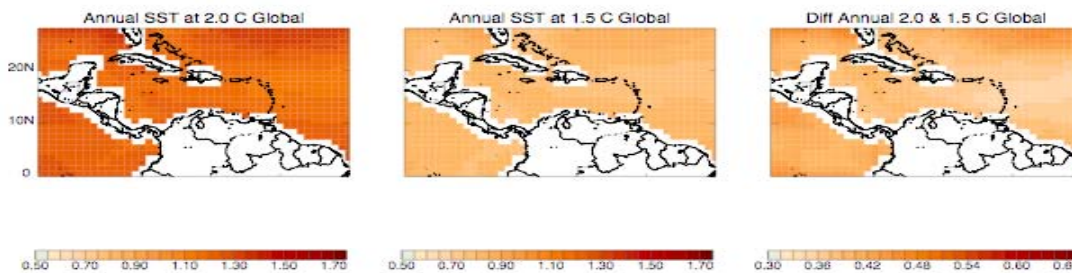 Annual SST at 2.0 C Global
Annual SST at 1.5 C Global
Diff Annual 2.0 & 1.5 C Global
20N
10N
0
0.50 0.70 0.90 1.10 1.30 1.50 1.70
0.50 0.70 0.90 1.10 1.30 1.50 1.70
0.30 0.36 0.42 0.48 0.54 0.60